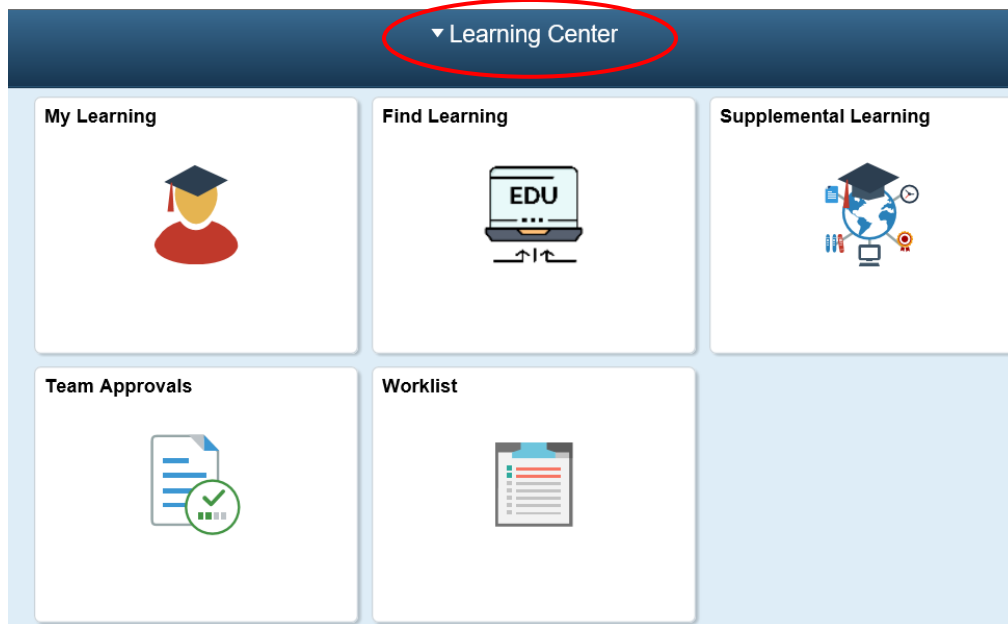 Learning Center
My Learning
Find Learning
Supplemental Learning
EDU
Team Approvals
Worklist